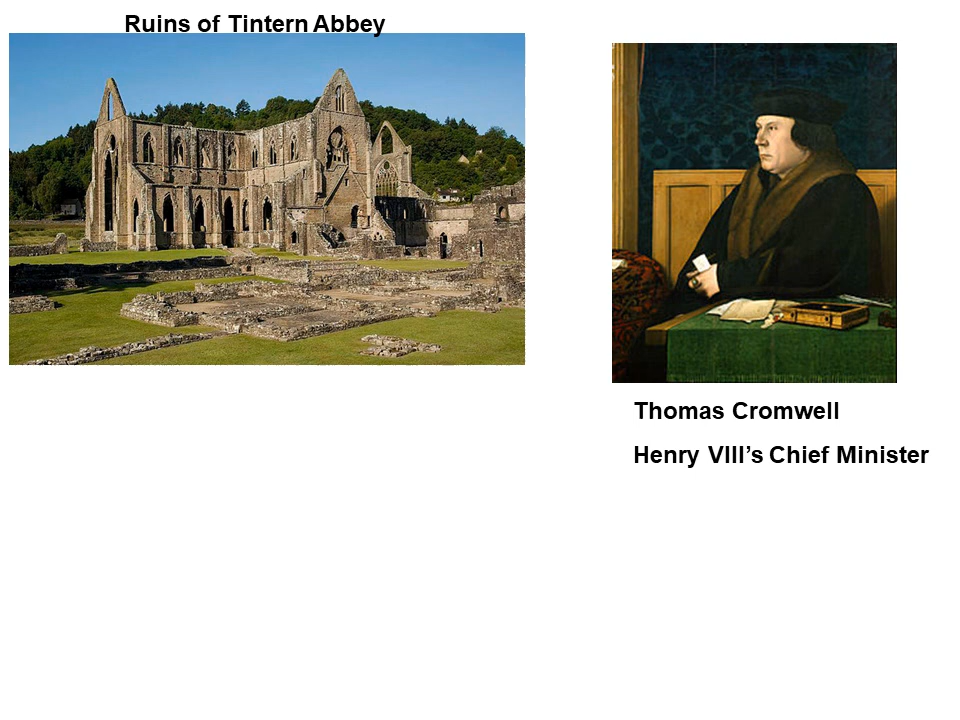 Ruins of Tintern Abbey
Thomas Cromwell
Henry VIII’s Chief Minister